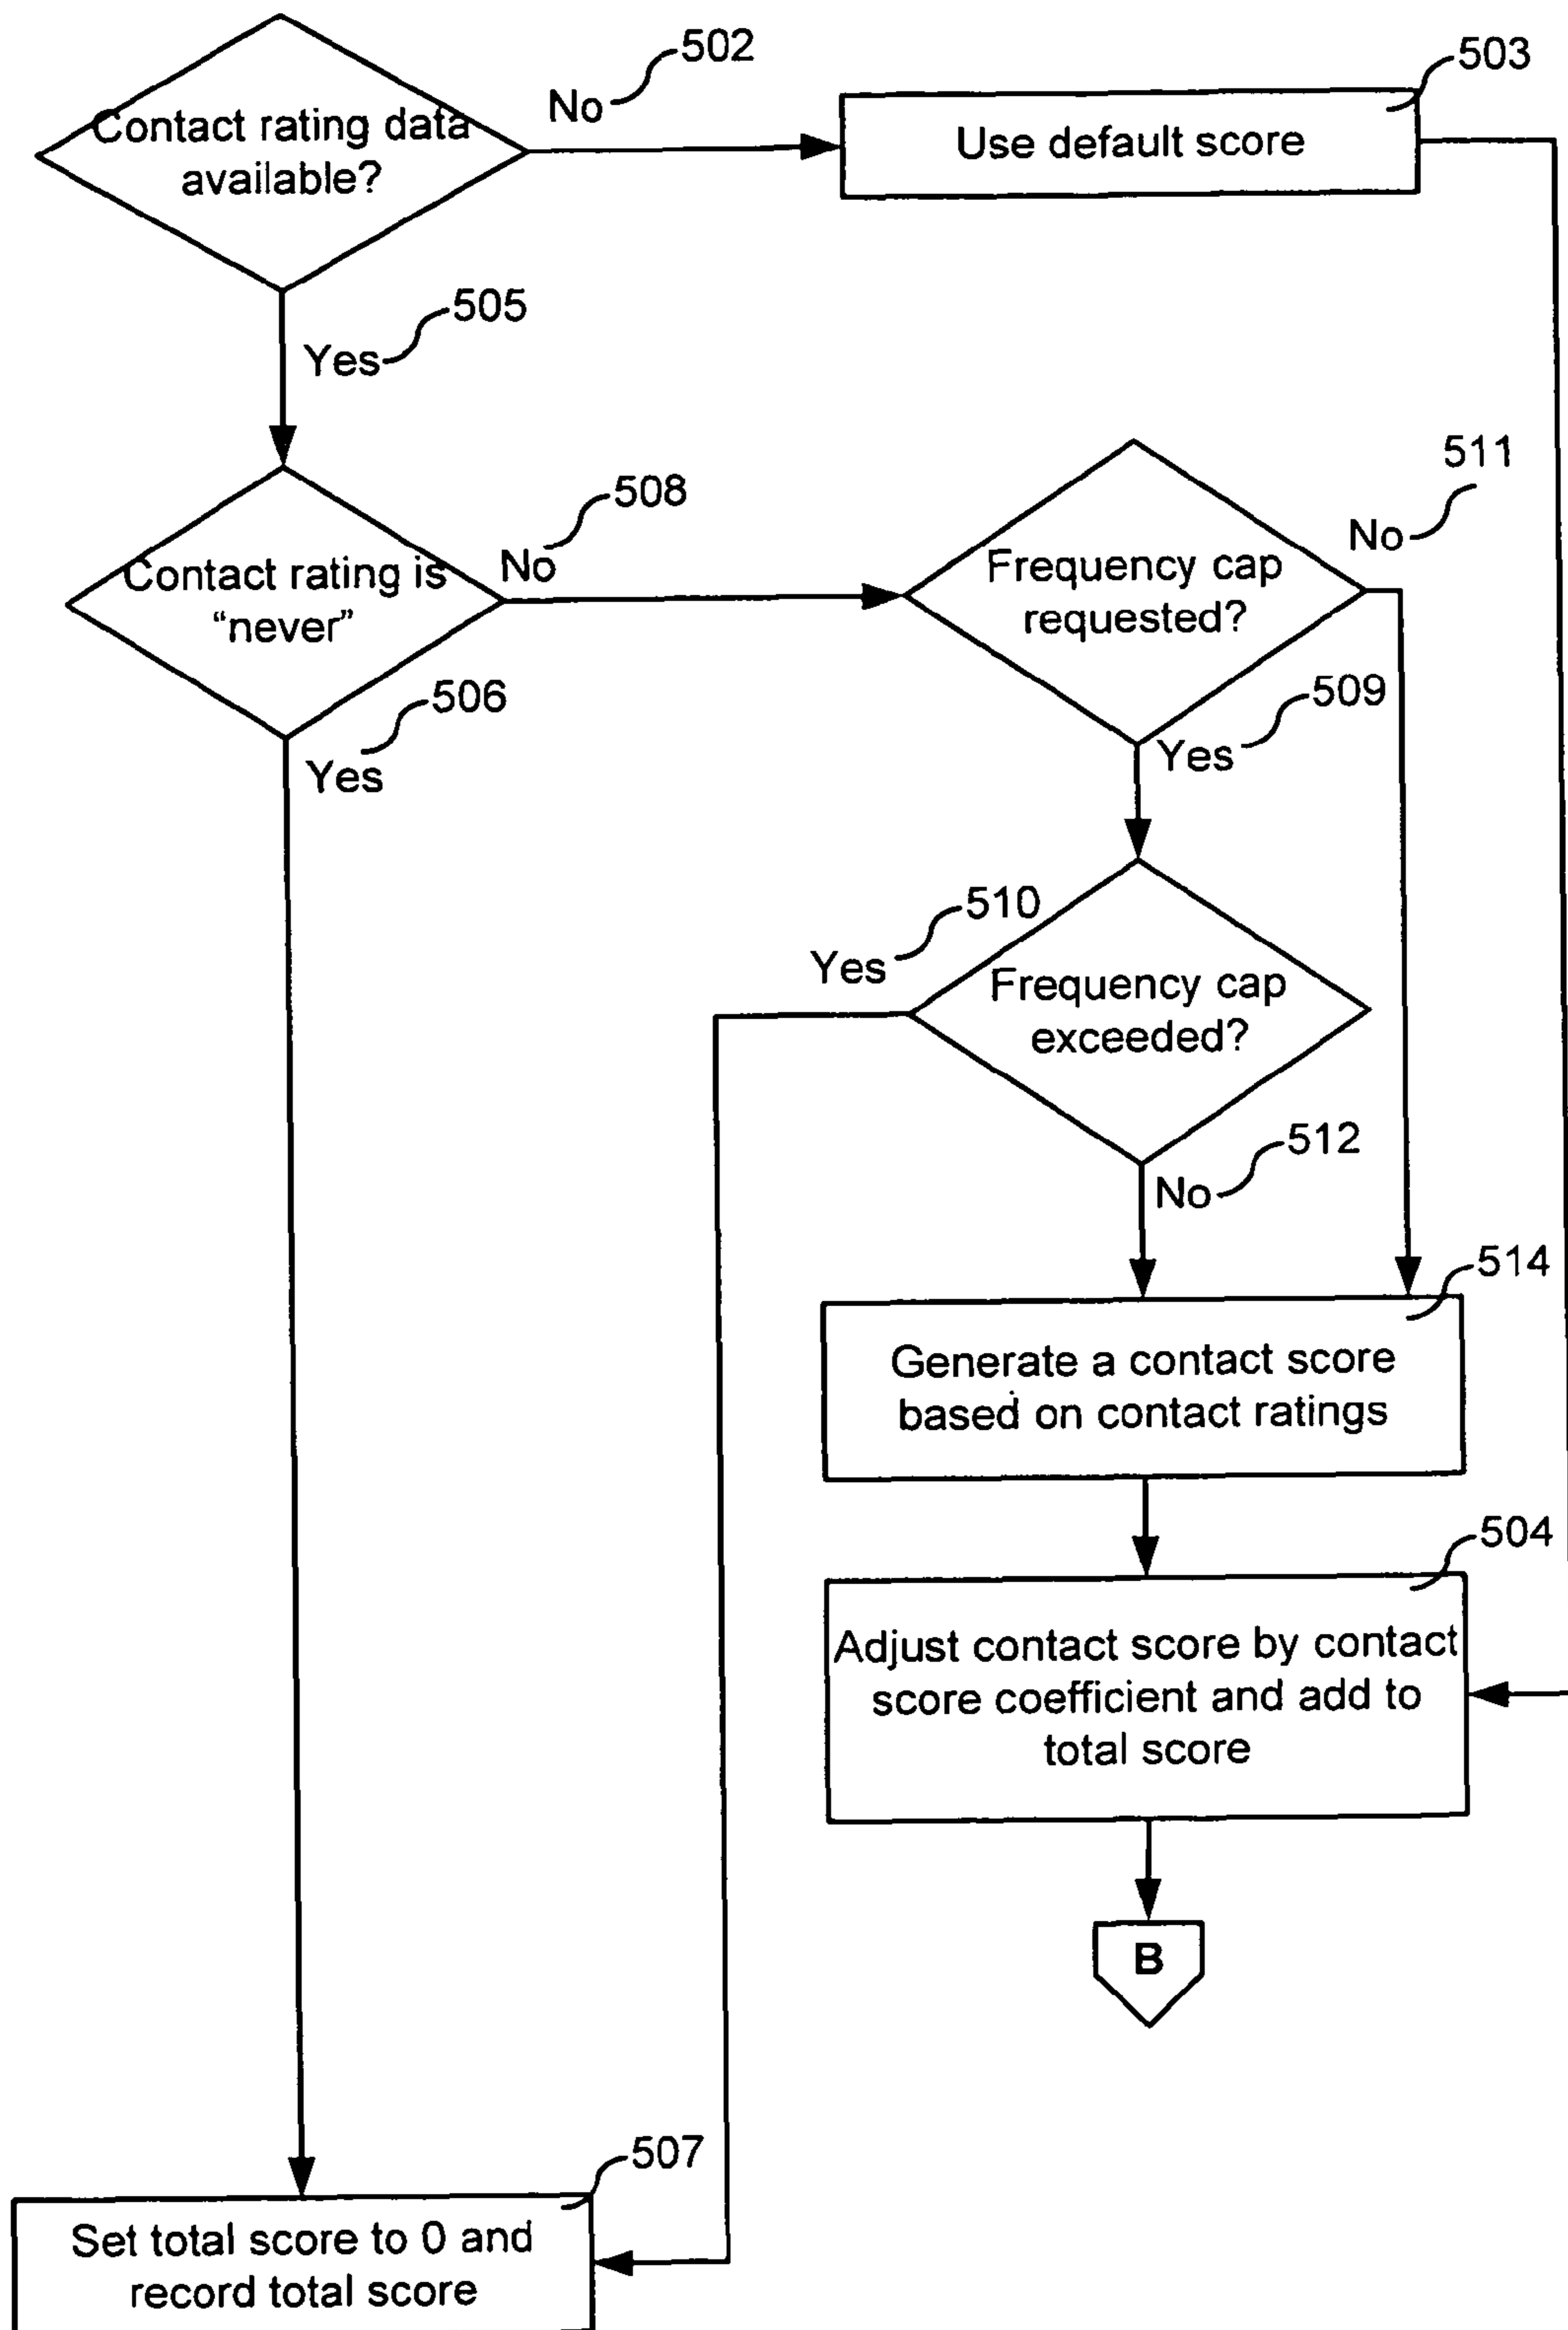 502
503
No
Contact rating data
available?
Use default score
505
Yes
511
508
No
No
Contact rating is
“never”
Frequency cap
requested?
506
509
Yes
Yes
510
Yes
Frequency cap
exceeded?
512
No
514
Generate a contact score
based on contact ratings
504
Adjust contact score by contact
score coefficient and add to
total score
B
507
Set total score to 0 and
record total score